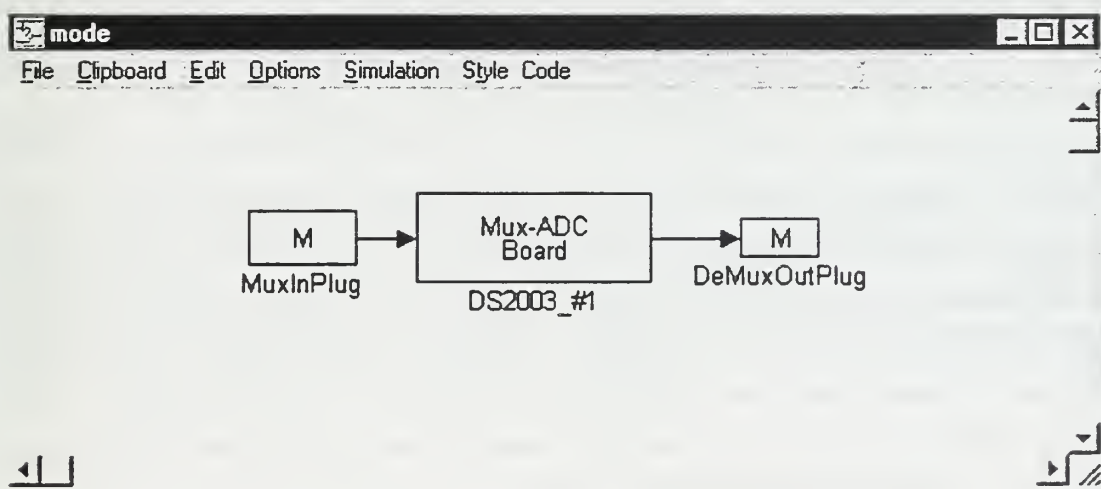 mode
File Clipboard Edit Options Simulation Style Code
M
Mux-ADC
Board
M
MuxInPlug
DeMuxOutPlug
DS2003_#1